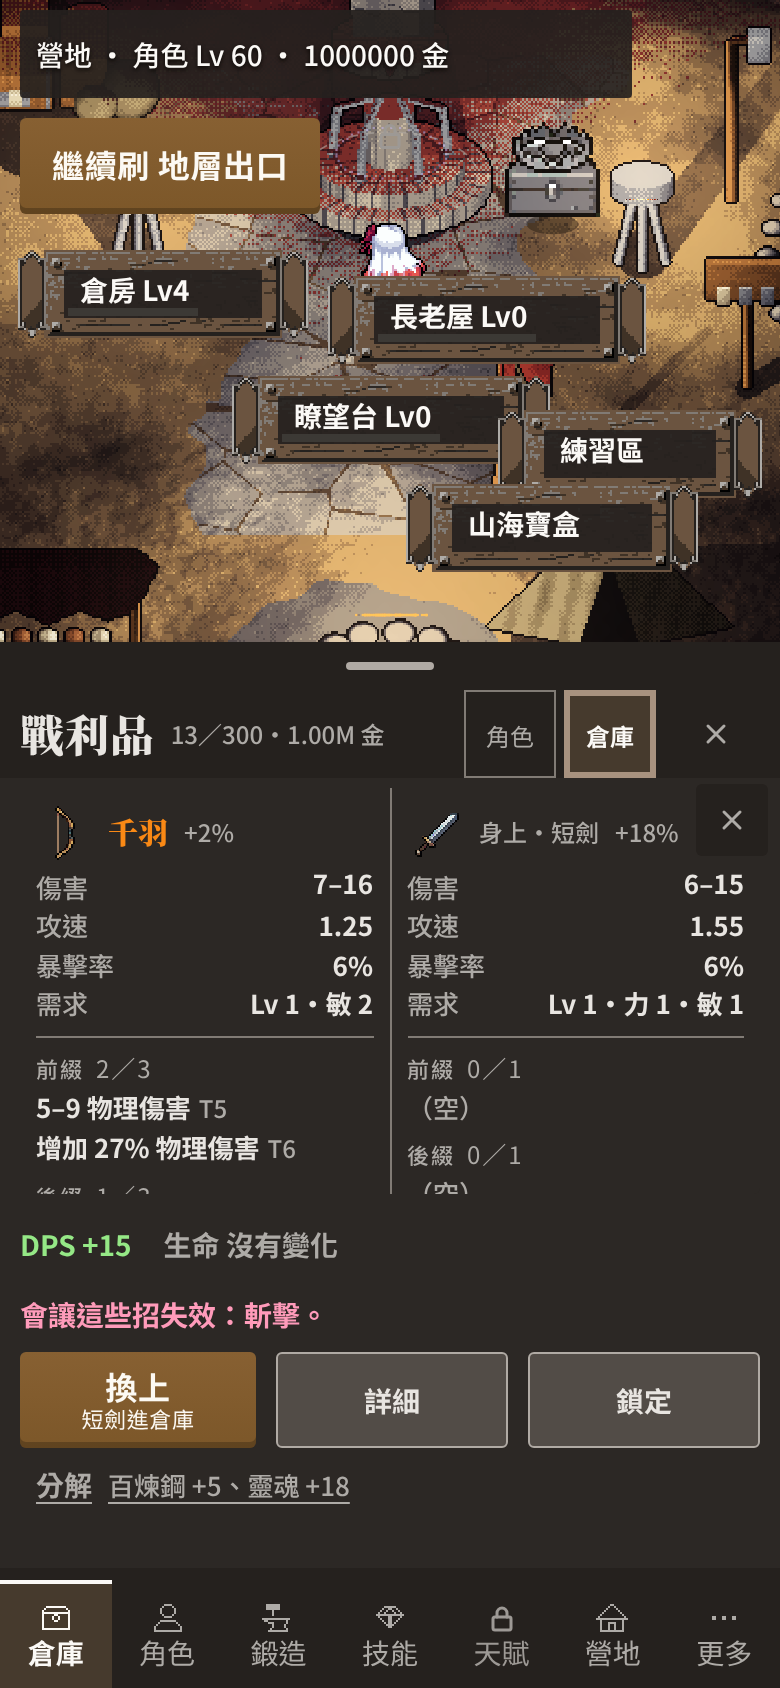 營地 • 角色 Lv 60 • 1000000 金
繼續刷 地層出口
倉房 Lv4
長老屋 Lv0
瞭望台 Lv0
練習區
山海寶盒
戰利品 13／300・1.00M 金
角色
倉庫
千羽 +2%
傷害 7–16
攻速 1.25
暴擊率 6%
需求 Lv 1・敏 2
前綴 2／3
5–9 物理傷害 T5
增加 27% 物理傷害 T6
身上・短劍 +18%
傷害 6–15
攻速 1.55
暴擊率 6%
需求 Lv 1・力 1・敏 1
前綴 0／1
（空）
後綴 0／1
（空）
DPS +15 生命 沒有變化
會讓這些招失效：斬擊。
換上
短劍進倉庫
詳細
鎖定
分解 百煉鋼 +5、靈魂 +18
倉庫
角色
鍛造
技能
天賦
營地
更多